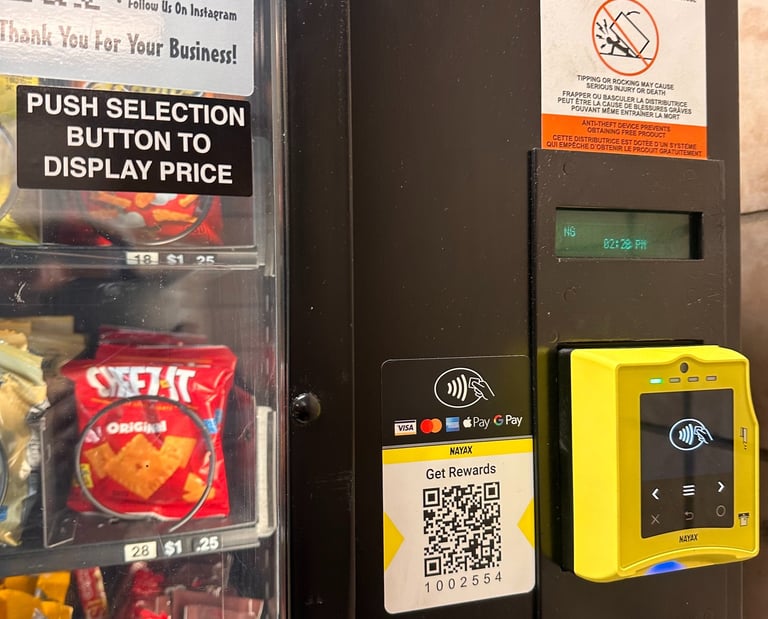 Follow Us On Instagram
Thank You For Your Business!
PUSH SELECTION
BUTTON TO
DISPLAY PRICE
18 $1 .25
CHEEZ-IT
ORIGINAL
28 $1 .25
TIPPING OR ROCKING MAY CAUSE
SERIOUS INJURY OR DEATH
FRAPPER OU BASCULER LA DISTRIBUTRICE
PEUT ÊTRE LA CAUSE DE BLESSURES GRAVES
POUVANT MÊME ENTRAÎNER LA MORT
ANTI-THEFT DEVICE PREVENTS
OBTAINING FREE PRODUCT
CETTE DISTRIBUTRICE EST DOTÉE D'UN SYSTÈME
QUI EMPÊCHE D'OBTENIR LE PRODUIT GRATUITEMENT
NG
02:28 PM
VISA Pay G Pay
NAYAX
Get Rewards
1002554
NAYAX